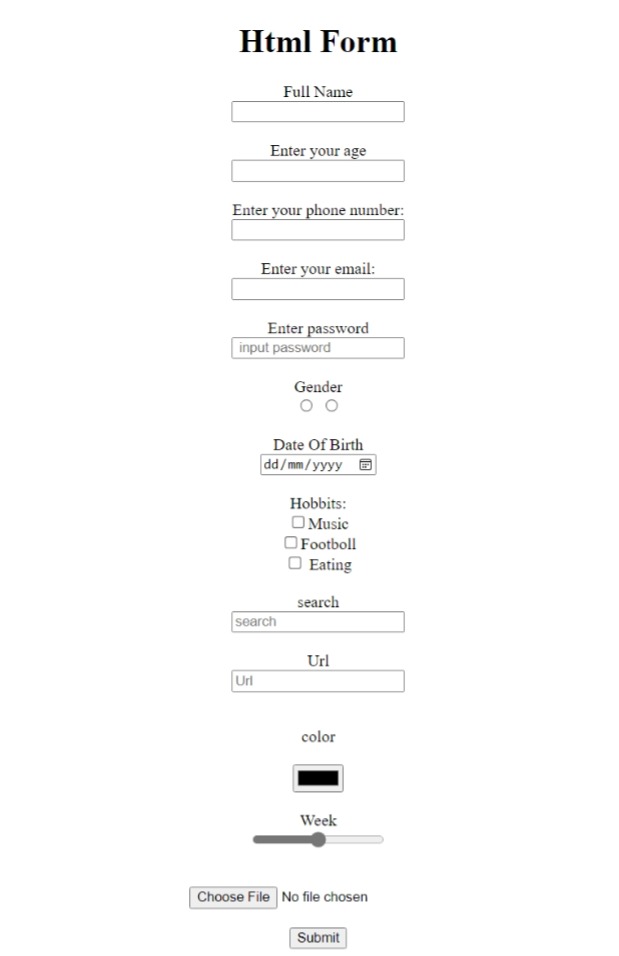 Html Form
Full Name
Enter your age
Enter your phone number:
Enter your email:
Enter password
input password
Gender
Date Of Birth
dd/mm/yyyy
Hobbits:
Music
Footboll
Eating
search
search
Url
Url
color
Week
Choose File No file chosen
Submit